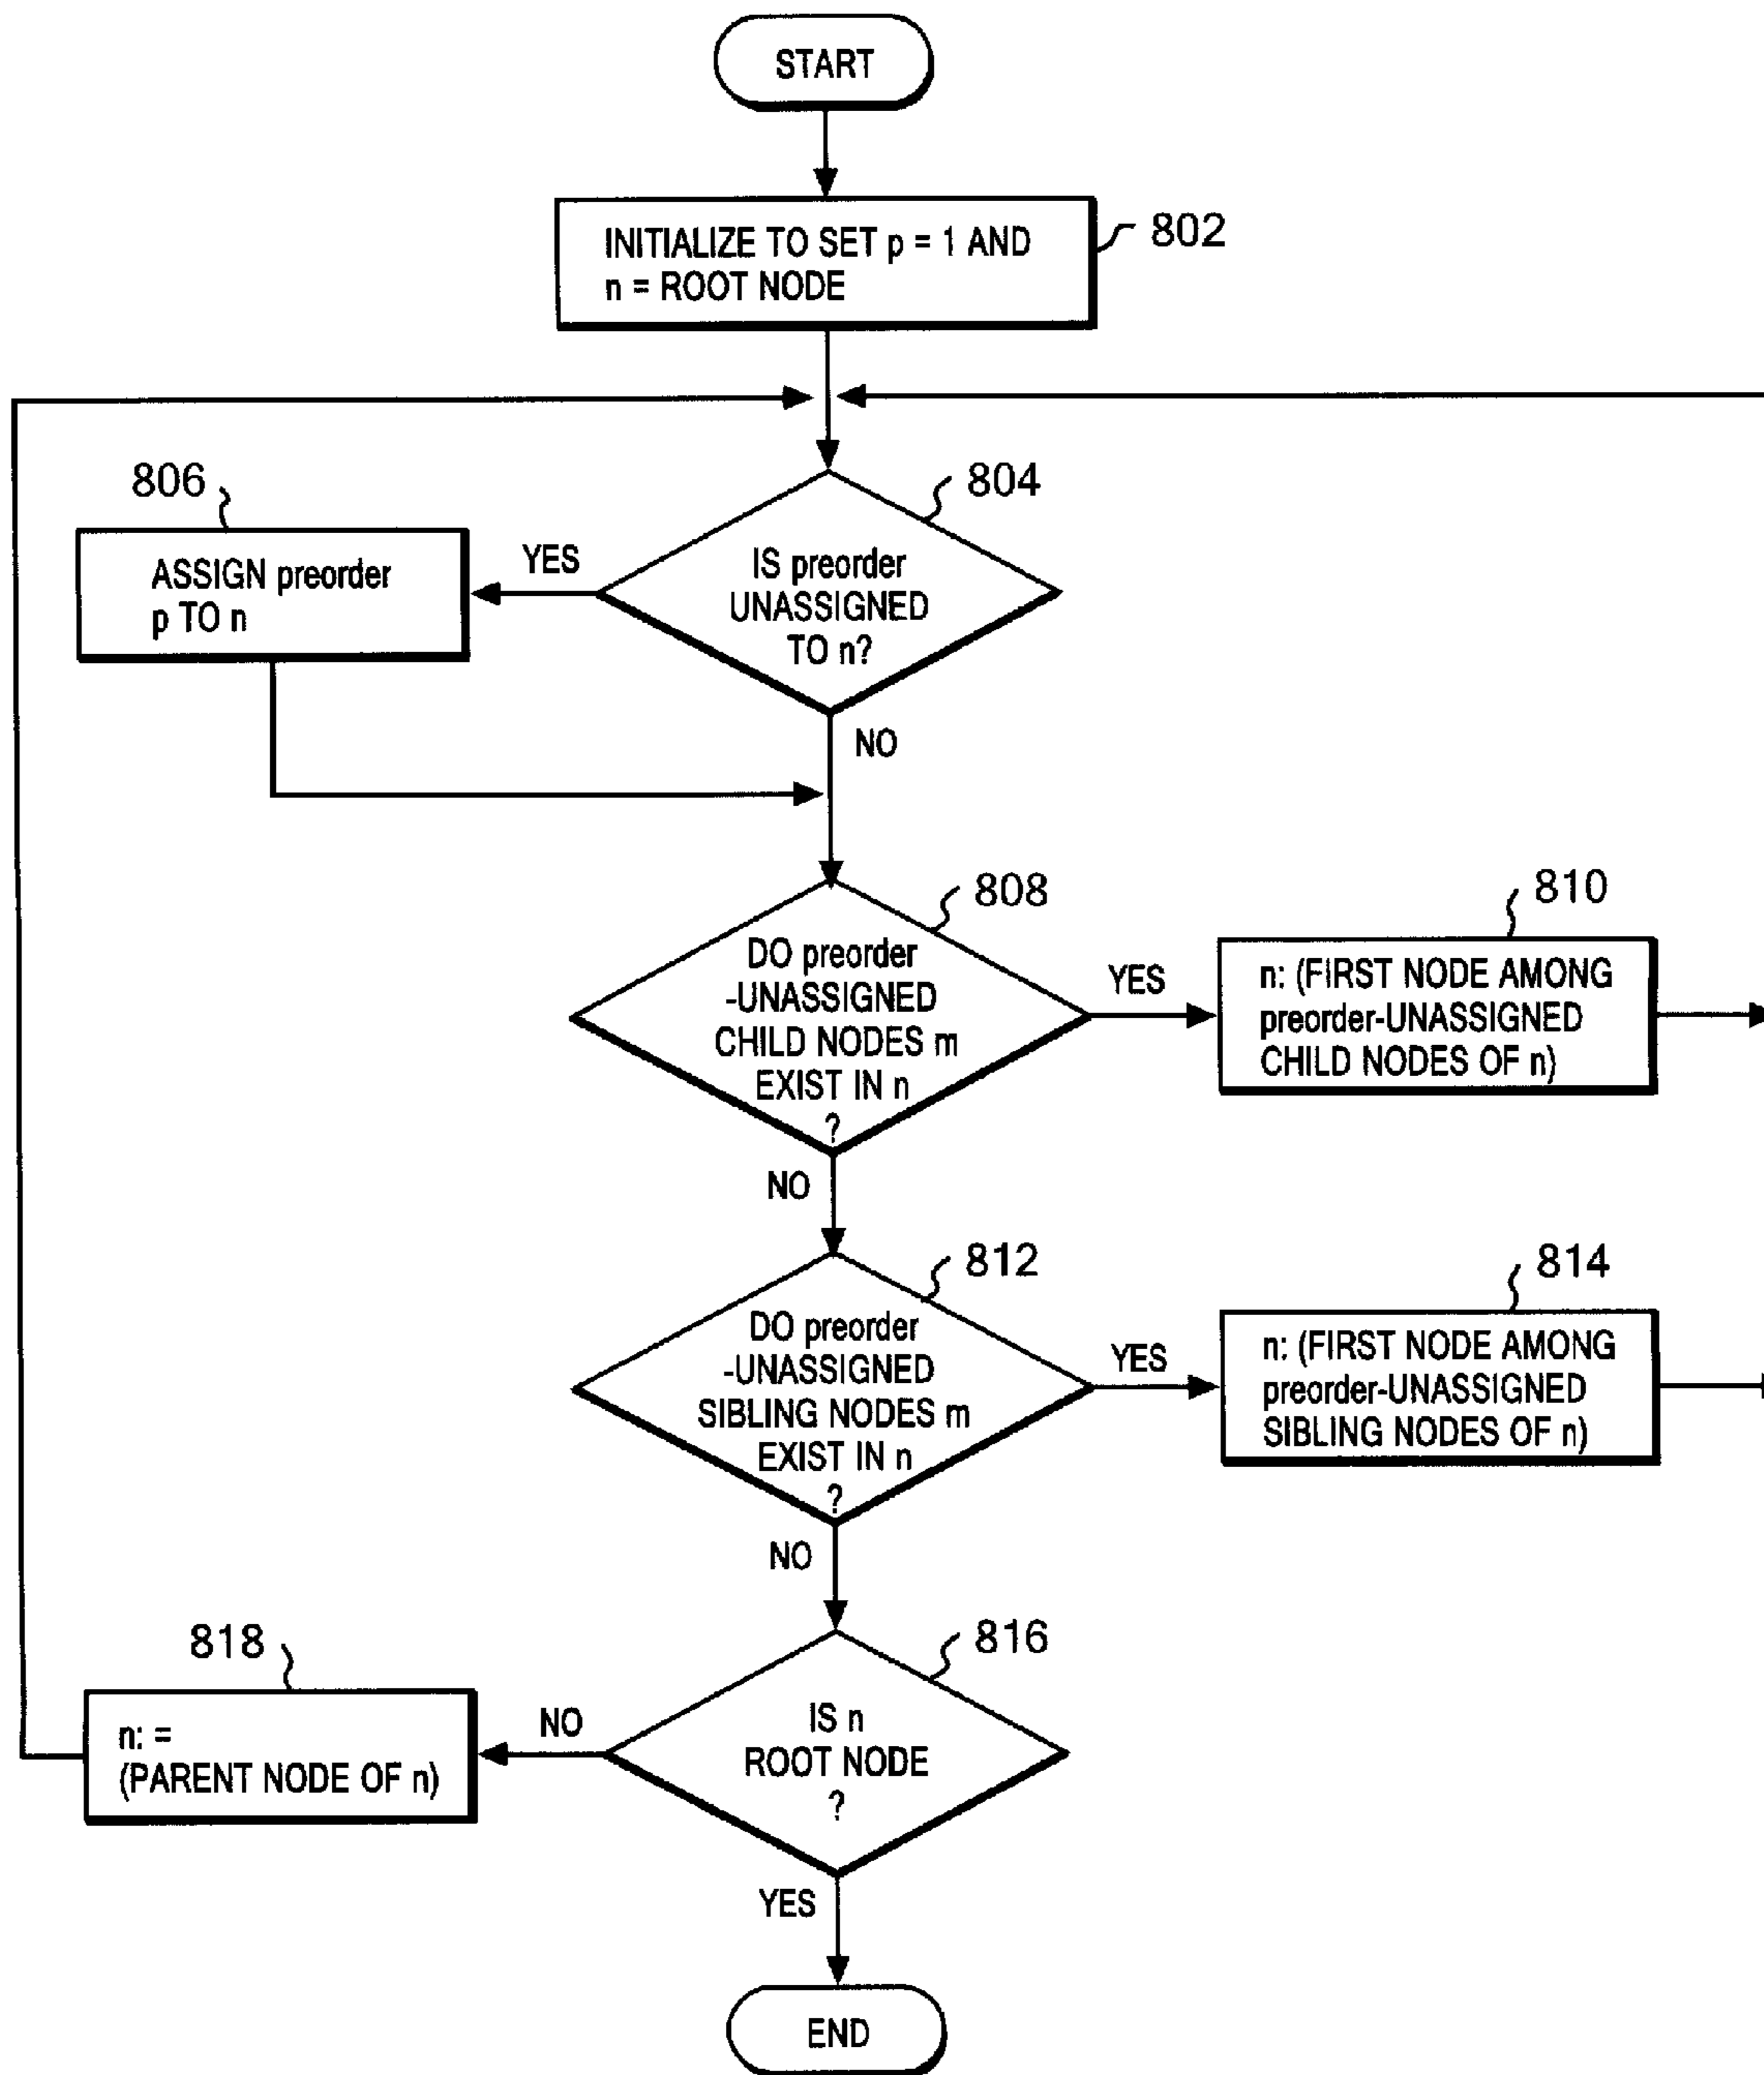 START
INITIALIZE TO SET p = 1 AND
n = ROOT NODE
802
804
806
IS preorder
UNASSIGNED
TO n?
YES
ASSIGN preorder
p TO n
NO
808
DO preorder
-UNASSIGNED
CHILD NODES m
EXIST IN n
?
YES
810
n: (FIRST NODE AMONG
preorder-UNASSIGNED
CHILD NODES OF n)
NO
812
DO preorder
-UNASSIGNED
SIBLING NODES m
EXIST IN n
?
YES
814
n: (FIRST NODE AMONG
preorder-UNASSIGNED
SIBLING NODES OF n)
NO
816
IS n
ROOT NODE
?
NO
818
n: =
(PARENT NODE OF n)
YES
END